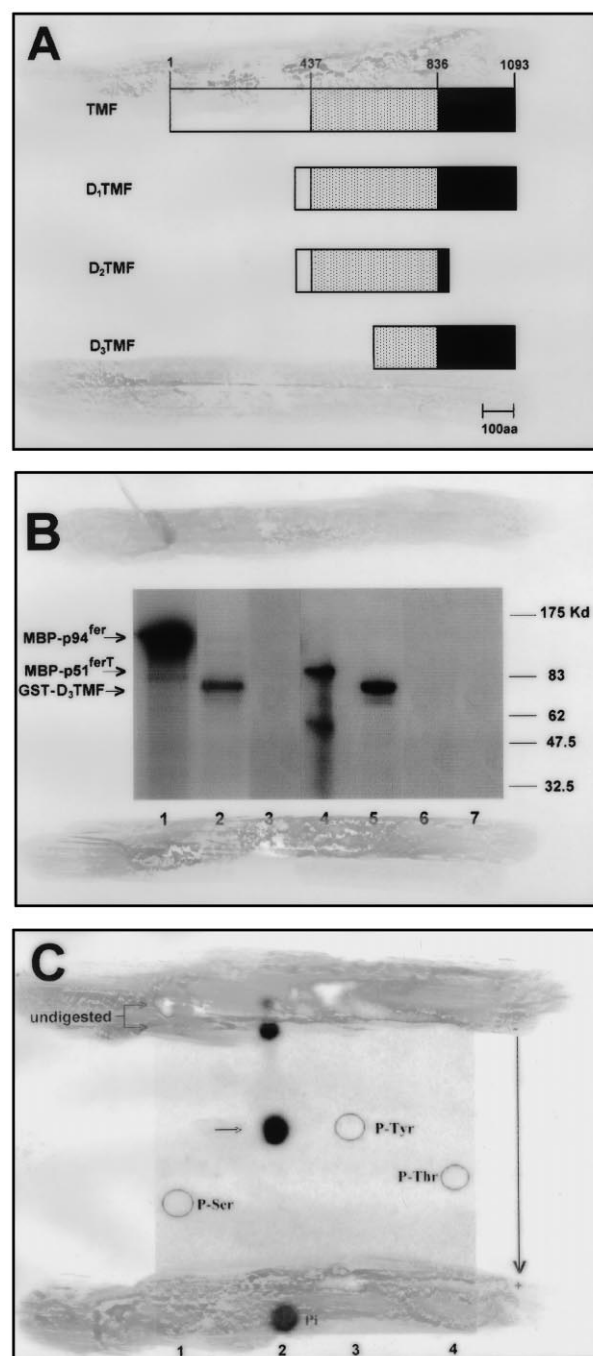 A
1 437 836 1093
TMF
D₁TMF
D₂TMF
D₃TMF
100aa
B
175 Kd
MBP-p94fer
MBP-p51ferT
83
GST-D₃TMF
62
47.5
32.5
1 2 3 4 5 6 7
C
undigested
-
P-Tyr
P-Thr
P-Ser
+
Pi
1 2 3 4